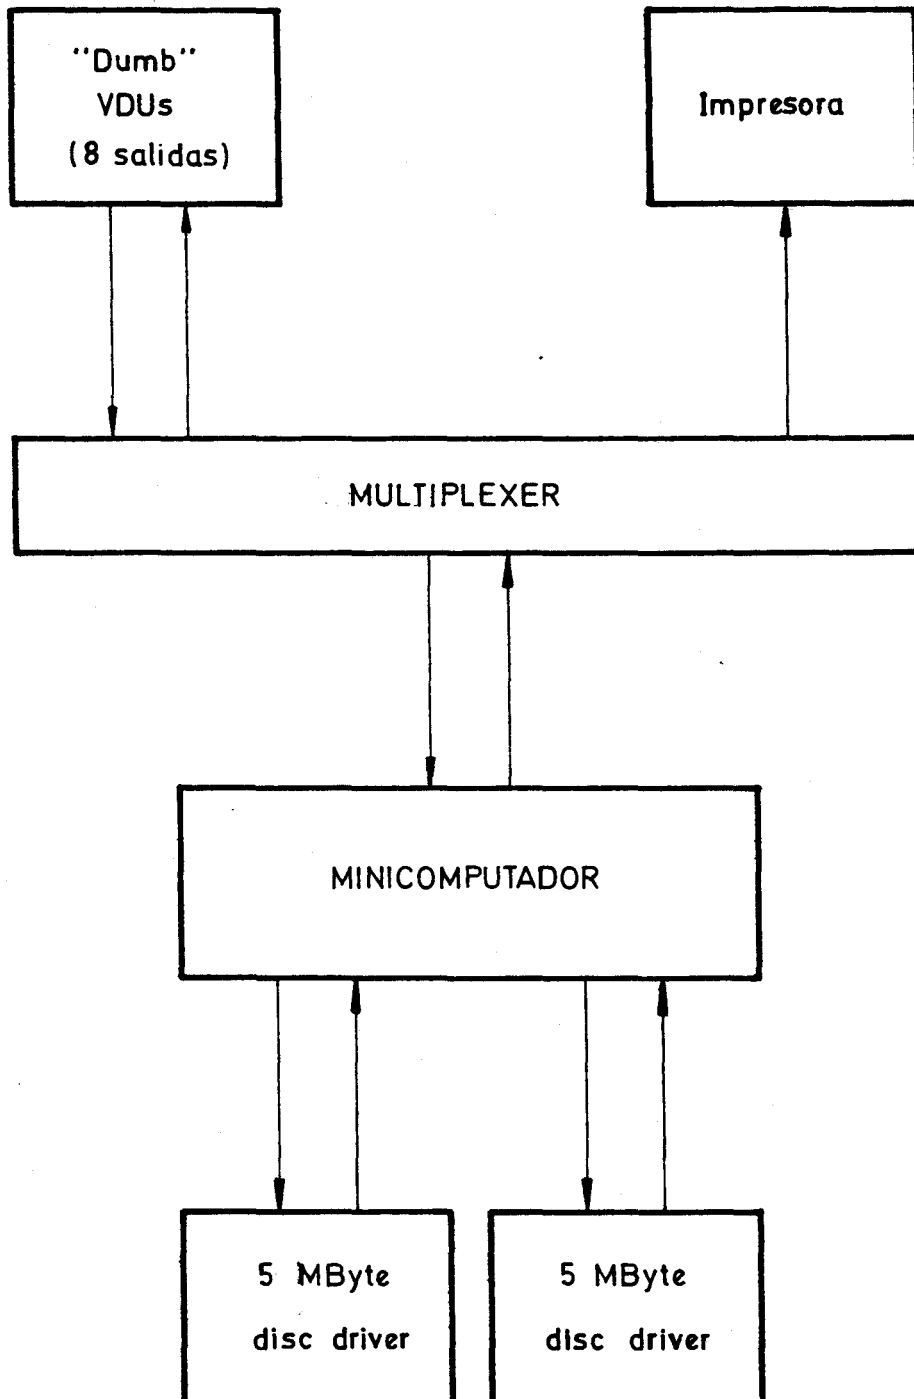 "Dumb"
VDUs
(8 salidas)
Impresora
MULTIPLEXER
MINICOMPUTADOR
5 MByte
disc driver
5 MByte
disc driver